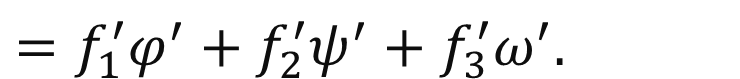 = f₁′φ′ + f₂′ψ′ + f₃′ω′.